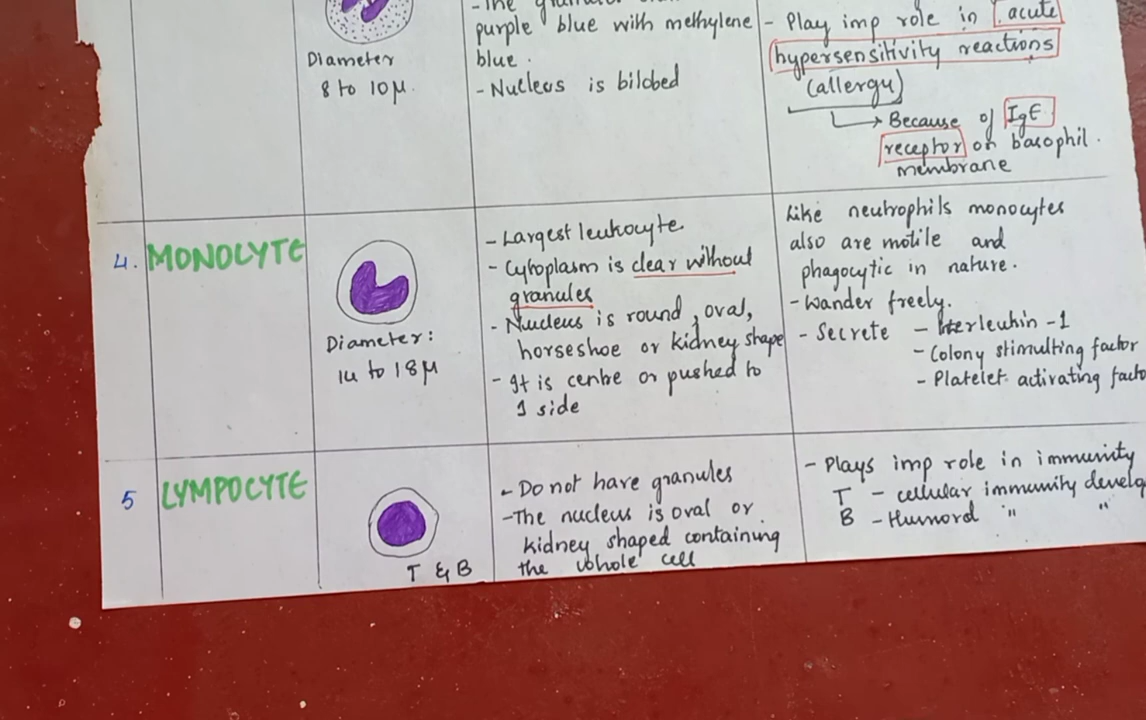 Diameter
8 to 10μ.
purple blue with methylene
blue.
- Nucleus is bilobed
- Play imp role in acute
hypersensitivity reactions
(allergy)
→ Because of IgE
receptor on basophil.
membrane
4. MONOLYTE
Diameter:
14 to 18μ
- Largest leukocyte
- Cytoplasm is clear without
granules
- Nucleus is round, oval,
horseshoe or kidney shape
- It is centre or pushed to
1 side
Like neutrophils monocytes
also are motile and
phagocytic in nature.
- Wander freely.
- Secrete - Interleukin -1
- Colony stimulting factor
- Platelet activating facto
5 LYMPOCYTE
T & B
- Do not have granules
- The nucleus is oval or
kidney shaped containing
the whole cell
- Plays imp role in immunity
T - cellular immunity develo
B - Humord " "